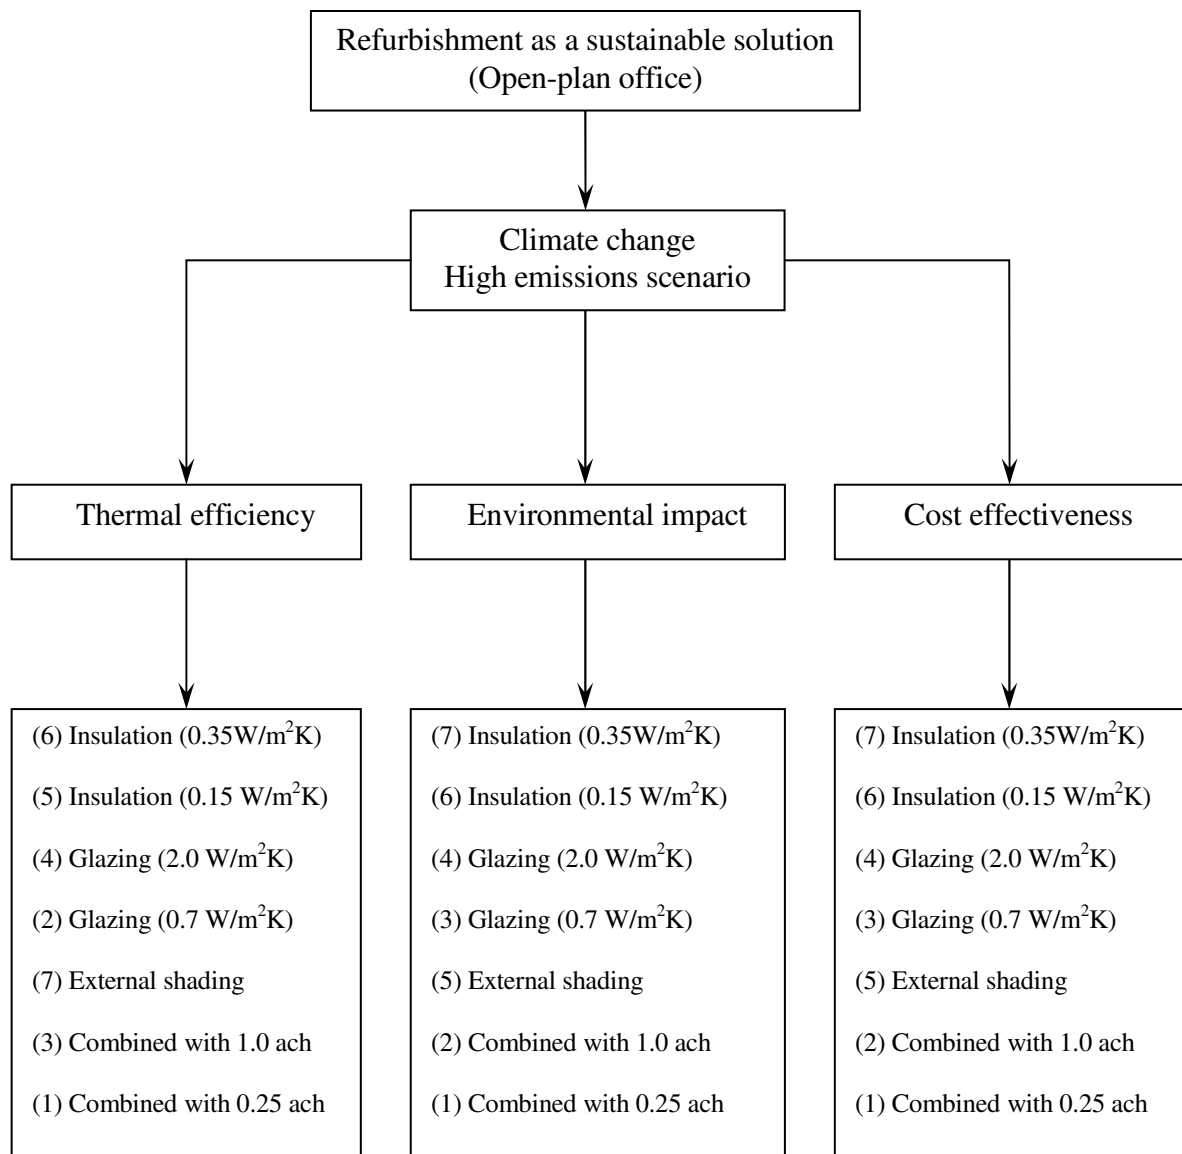 Refurbishment as a sustainable solution
(Open-plan office)
Climate change
High emissions scenario
Thermal efficiency
Environmental impact
Cost effectiveness
(6) Insulation (0.35W/m²K)
(5) Insulation (0.15 W/m²K)
(4) Glazing (2.0 W/m²K)
(2) Glazing (0.7 W/m²K)
(7) External shading
(3) Combined with 1.0 ach
(1) Combined with 0.25 ach
(7) Insulation (0.35W/m²K)
(6) Insulation (0.15 W/m²K)
(4) Glazing (2.0 W/m²K)
(3) Glazing (0.7 W/m²K)
(5) External shading
(2) Combined with 1.0 ach
(1) Combined with 0.25 ach
(7) Insulation (0.35W/m²K)
(6) Insulation (0.15 W/m²K)
(4) Glazing (2.0 W/m²K)
(3) Glazing (0.7 W/m²K)
(5) External shading
(2) Combined with 1.0 ach
(1) Combined with 0.25 ach